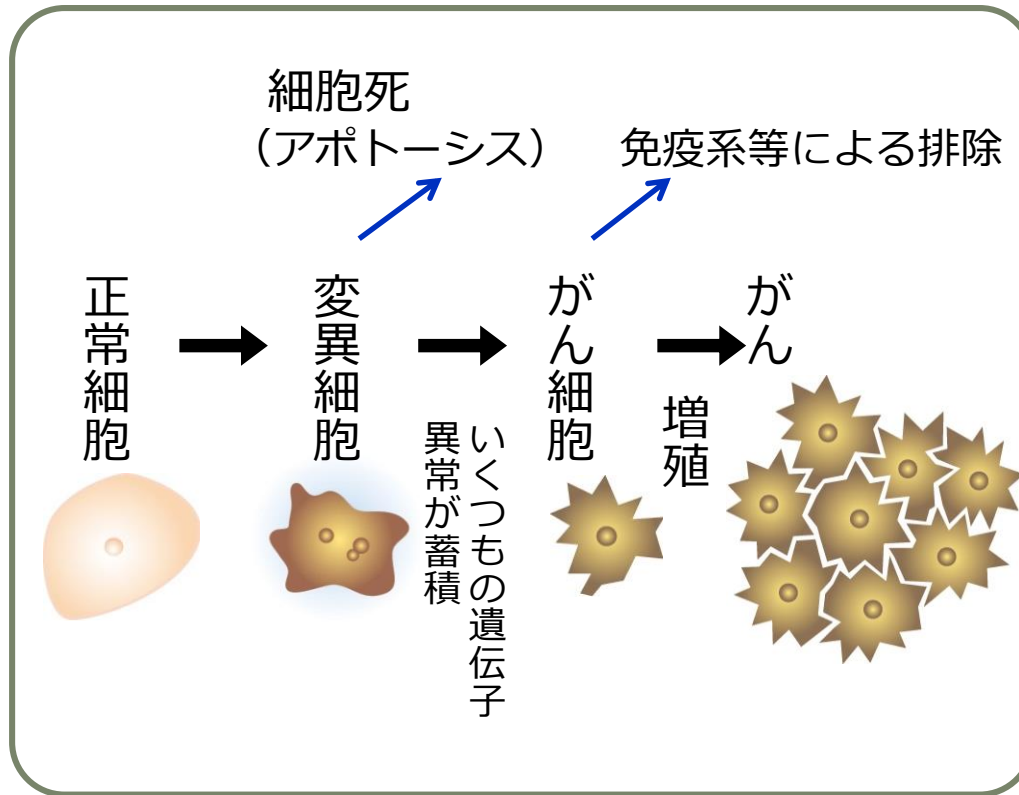 細胞死
（アポトーシス）
免疫系等による排除
正常細胞
変異細胞
いくつもの遺伝子
異常が蓄積
がん細胞
増殖
がん